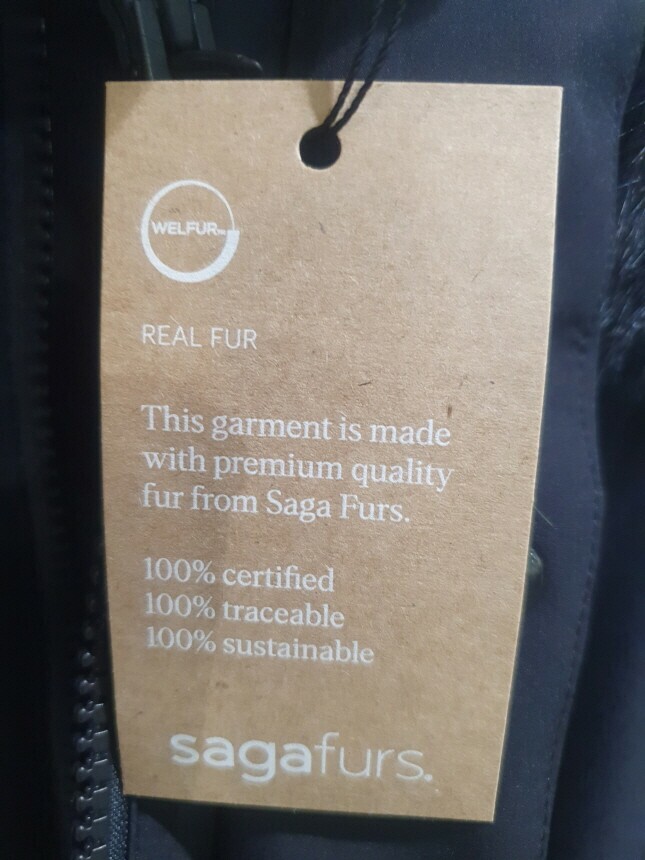 WELFUR™
REAL FUR
This garment is made
with premium quality
fur from Saga Furs.
100% certified
100% traceable
100% sustainable
sagafurs.